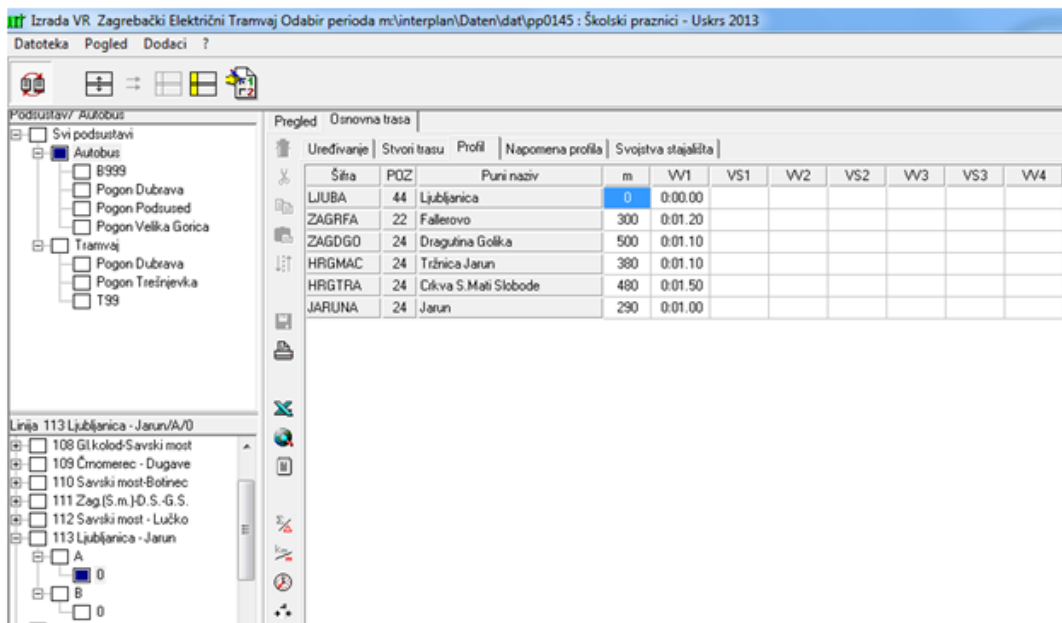 Izrada VR Zagrebački Električni Tramvaj Odabir perioda m:\interplan\Daten\dat\pp0145 : Školski praznici - Uskrs 2013
Datoteka Pogled Dodaci ?
Podsustav/ Autobus
Svi podsustavi
Autobus
B999
Pogon Dubrava
Pogon Podsused
Pogon Velika Gorica
Tramvaj
Pogon Dubrava
Pogon Trešnjevka
T99
Linija 113 Ljubljanica - Jarun/A/0
108 Gl.kolod-Savski most
109 Črnomerec - Dugave
110 Savski most-Botinec
111 Zag.(S.m.)-D.S.-G.S.
112 Savski most - Lučko
113 Ljubljanica - Jarun
A
0
B
0
Pregled Osnovna trasa
Uređivanje Stvori trasu Profil Napomena profila Svojstva stajališta
Šifra POZ Puni naziv m VV1 VS1 VV2 VS2 VV3 VS3 VV4
LJUBA 44 Ljubljanica 0 0:00.00
ZAGRFA 22 Fallerovo 300 0:01.20
ZAGDGO 24 Dragutina Golika 500 0:01.10
HRGMAC 24 Tržnica Jarun 380 0:01.10
HRGTRA 24 Crkva S.Mati Slobode 480 0:01.50
JARUNA 24 Jarun 290 0:01.00